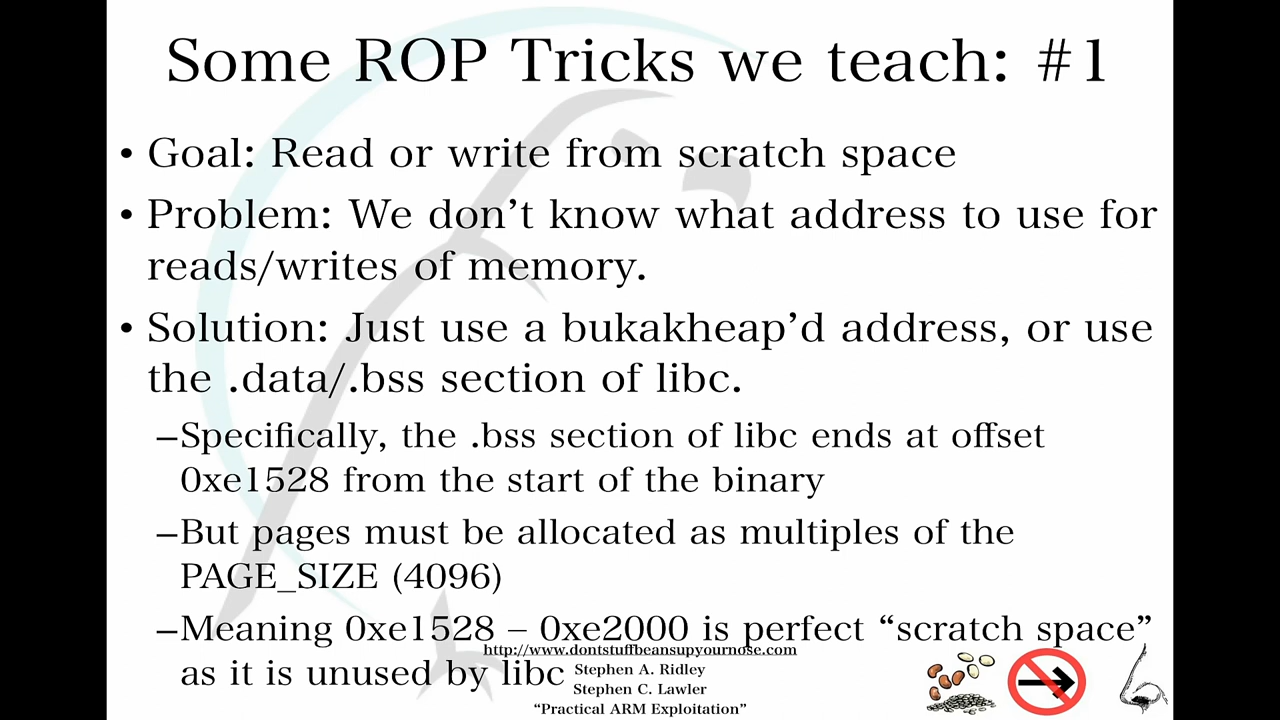 Some ROP Tricks we teach: #1
• Goal: Read or write from scratch space
• Problem: We don’t know what address to use for
reads/writes of memory.
• Solution: Just use a bukakheap’d address, or use
the .data/.bss section of libc.
–Specifically, the .bss section of libc ends at offset
0xe1528 from the start of the binary
–But pages must be allocated as multiples of the
PAGE_SIZE (4096)
–Meaning 0xe1528 – 0xe2000 is perfect “scratch space”
as it is unused by libc
http://www.dontstuffbeansupyournose.com
Stephen A. Ridley
Stephen C. Lawler
“Practical ARM Exploitation”